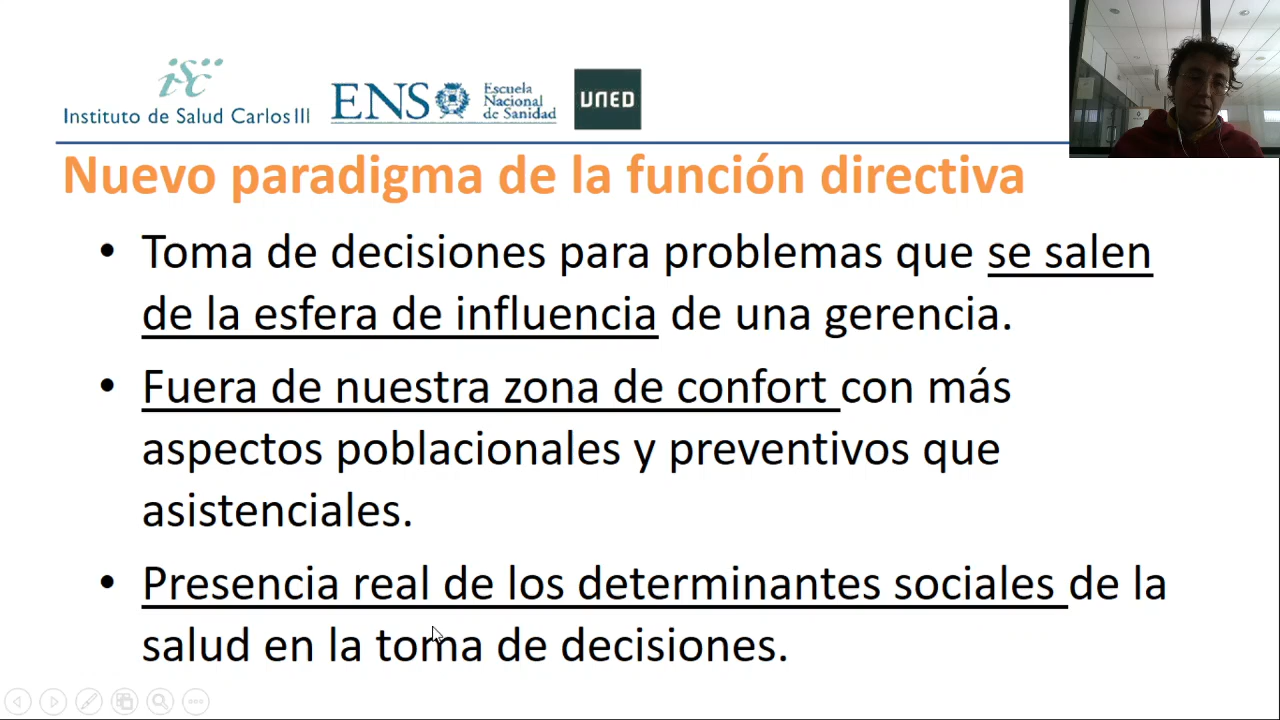 isc
Instituto de Salud Carlos III
ENS
Escuela
Nacional
de Sanidad
UNED
Nuevo paradigma de la función directiva
• Toma de decisiones para problemas que se salen
de la esfera de influencia de una gerencia.
• Fuera de nuestra zona de confort con más
aspectos poblacionales y preventivos que
asistenciales.
• Presencia real de los determinantes sociales de la
salud en la toma de decisiones.